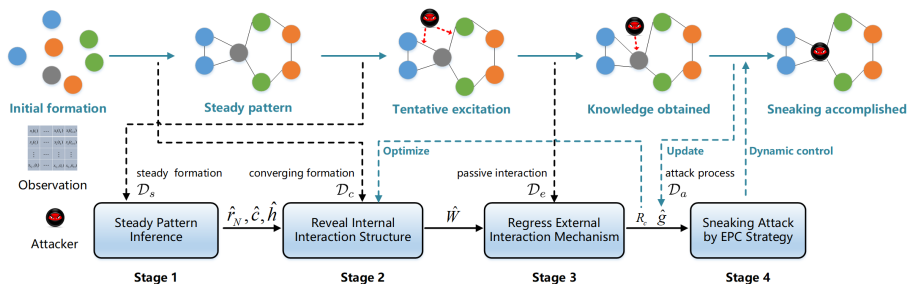 Initial formation
Steady pattern
Tentative excitation
Knowledge obtained
Sneaking accomplished
Observation
Attacker
steady formation
converging formation
Optimize
passive interaction
Update
attack process
Dynamic control
𝒟s
𝒟c
𝒟e
𝒟a
Steady Pattern
Inference
r̂N, ĉ, ĥ
Reveal Internal
Interaction Structure
Ŵ
Regress External
Interaction Mechanism
ĝ
Sneaking Attack
by EPC Strategy
Stage 1
Stage 2
Stage 3
Stage 4